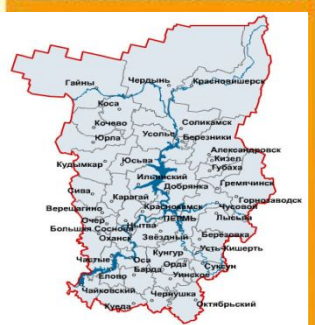 Гайны
Чердынь
Красновишерск
Коса
Кочево
Юрла
Соликамск
Усолье
Березники
Александровск
Кизел
Губаха
Кудымкар
Юсьва
Ильинский
Добрянка
Гремячинск
Сива
Карагай
Горнозаводск
Верещагино
Краснокамск
Чусовой
Очер
ПЕРМЬ
Лысьва
Большая Соснова
Нытва
Оханск
Звёздный
Березовка
Частые
Оса
Кунгур
Усть-Кишерть
Елово
Барда
Орда
Суксун
Уинское
Чайковский
Куеда
Чернушка
Октябрьский